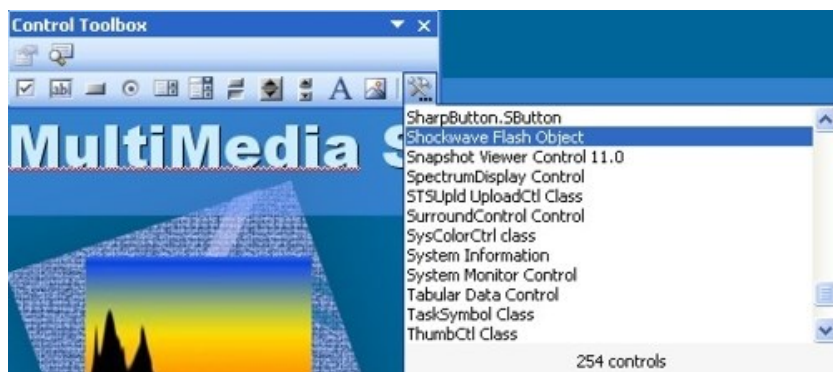 Control Toolbox
abl
A
SharpButton.SButton
MultiMedia S
Shockwave Flash Object
Snapshot Viewer Control 11.0
SpectrumDisplay Control
STSUpld UploadCtl Class
SurroundControl Control
SysColorCtrl class
System Information
System Monitor Control
Tabular Data Control
TaskSymbol Class
ThumbCtl Class
254 controls